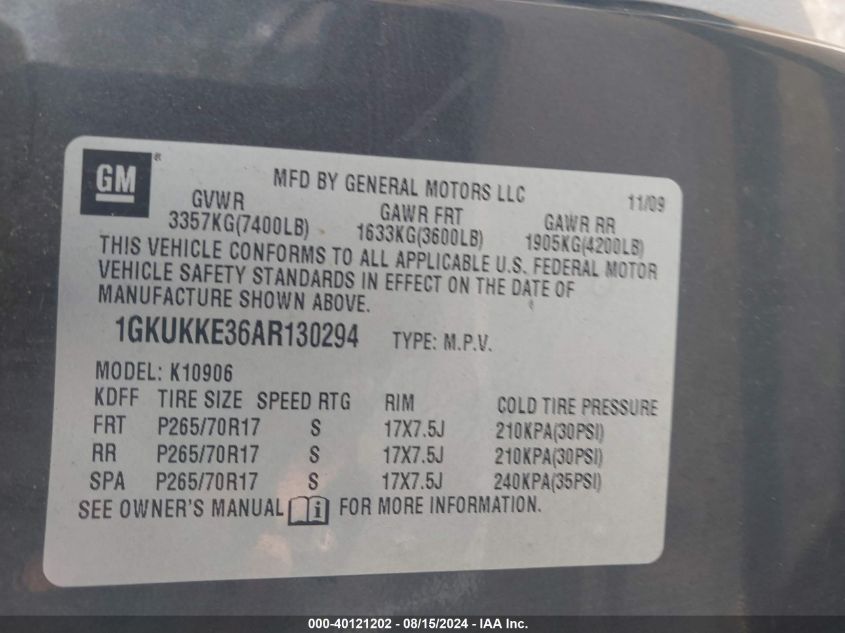 GM ®
MFD BY GENERAL MOTORS LLC 11/09
GVWR GAWR FRT GAWR RR
3357KG(7400LB) 1633KG(3600LB) 1905KG(4200LB)
THIS VEHICLE CONFORMS TO ALL APPLICABLE U.S. FEDERAL MOTOR
VEHICLE SAFETY STANDARDS IN EFFECT ON THE DATE OF
MANUFACTURE SHOWN ABOVE.
1GKUKKE36AR130294 TYPE: M.P.V.
MODEL: K10906
KDFF TIRE SIZE SPEED RTG RIM COLD TIRE PRESSURE
FRT P265/70R17 S 17X7.5J 210KPA(30PSI)
RR P265/70R17 S 17X7.5J 210KPA(30PSI)
SPA P265/70R17 S 17X7.5J 240KPA(35PSI)
SEE OWNER'S MANUAL i FOR MORE INFORMATION.
000-40121202 - 08/15/2024 - IAA Inc.